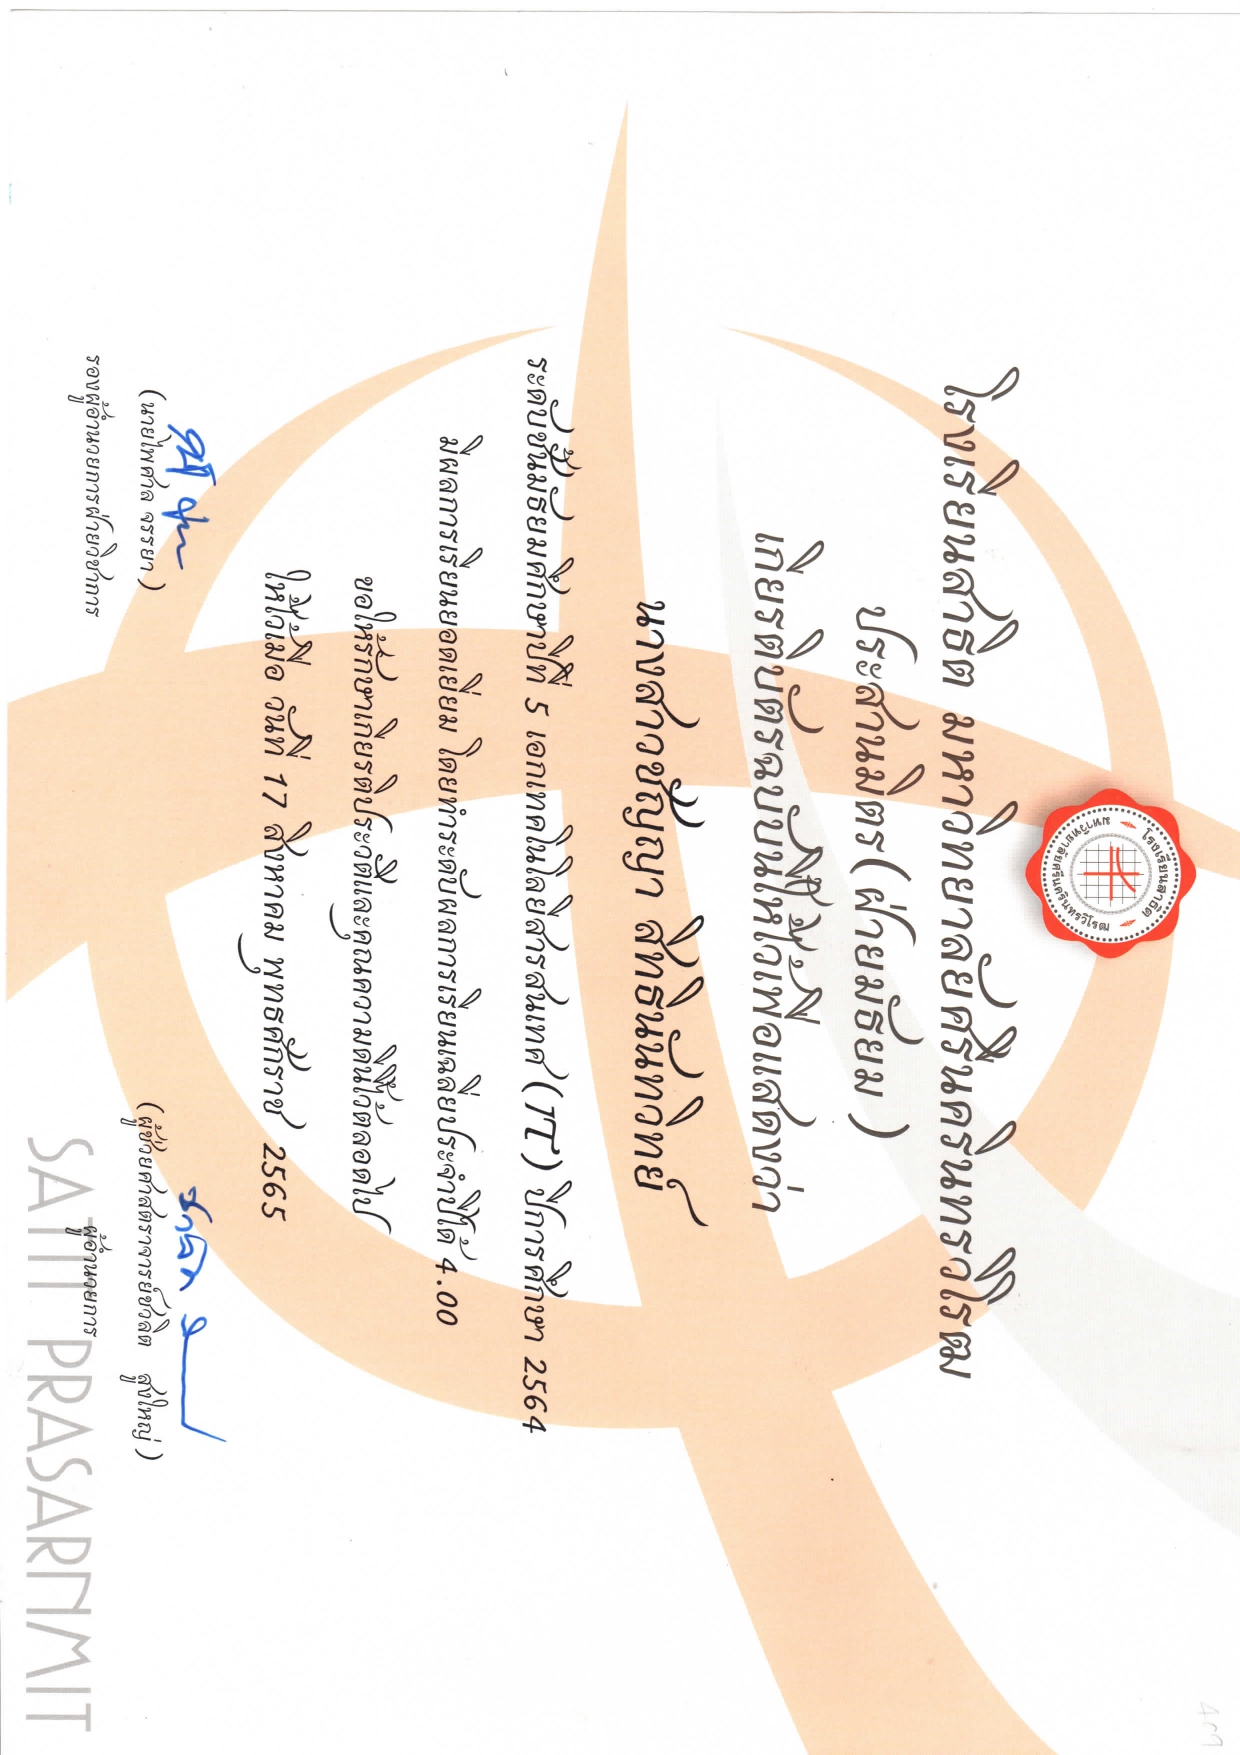 โรงเรียนสาธิต
มหาวิทยาลัยศรีนครินทรวิโรฒ
โรงเรียนสาธิต มหาวิทยาลัยศรีนครินทรวิโรฒ
ประสานมิตร(ฝ่ายมัธยม )
เกียรติบัตรฉบับนี้ให้ไว้เพื่อแสดงว่า
นางสาวชัญญา สิทธินันทวิทย์
ระดับชั้นมัธยมศึกษาปีที่ 5 เอกเทคโนโลยีสารสนเทศ (IT) ปีการศึกษา 2564
มีผลการเรียนยอดเยี่ยม โดยทำระดับผลการเรียนเฉลี่ยประจำปีได้ 4.00
ขอให้รักษาเกียรติประวัติและคุณความดีนี้ไว้ตลอดไป
ให้ไว้เมื่อ วันที่ 17 สิงหาคม พุทธศักราช 2565
(นายไพศาล จรรยา)
รองผู้อำนวยการฝ่ายวิชาการ
(ผู้ช่วยศาสตราจารย์ชวลิต สูงใหญ่)
ผู้อำนวยการ
SATIT PRASARNMIT